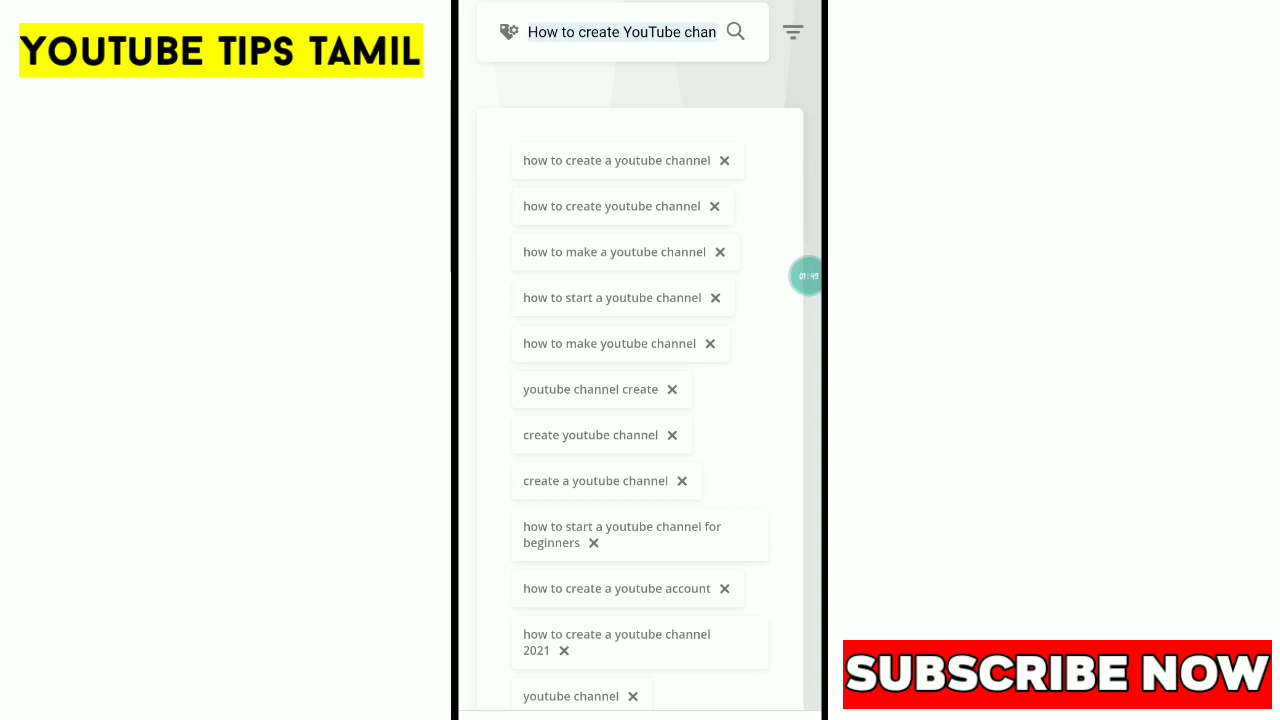 YOUTUBE TIPS TAMIL
How to create YouTube chan
how to create a youtube channel ×
how to create youtube channel ×
how to make a youtube channel ×
how to start a youtube channel ×
01:49
how to make youtube channel ×
youtube channel create ×
create youtube channel ×
create a youtube channel ×
how to start a youtube channel for
beginners ×
how to create a youtube account ×
how to create a youtube channel
2021 ×
youtube channel ×
SUBSCRIBE NOW